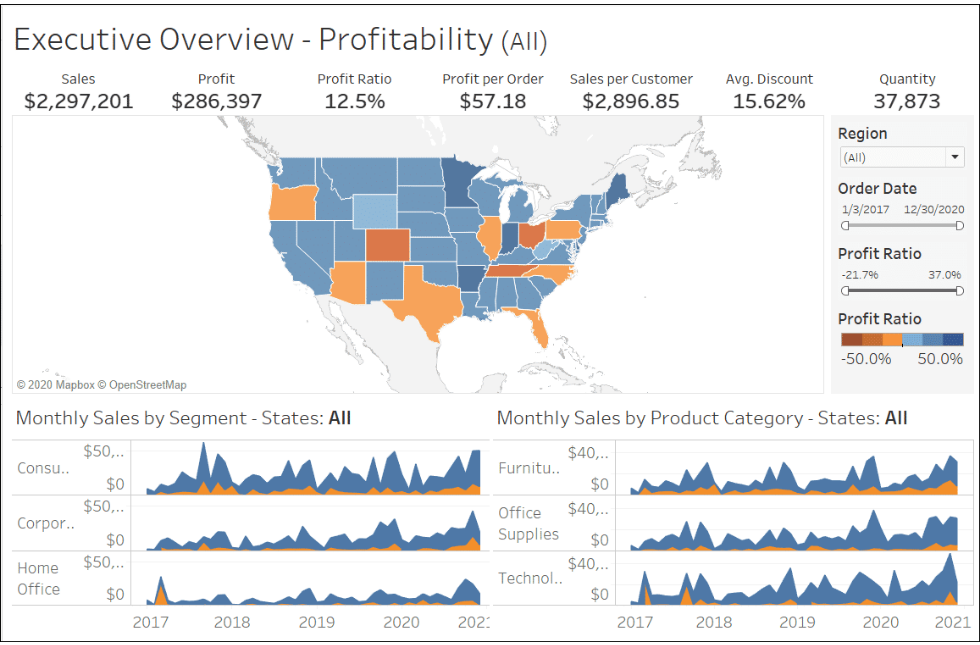 Executive Overview - Profitability (All)
Sales Profit Profit Ratio Profit per Order Sales per Customer Avg. Discount Quantity
$2,297,201 $286,397 12.5% $57.18 $2,896.85 15.62% 37,873
Region
(All)
Order Date
1/3/2017 12/30/2020
Profit Ratio
-21.7% 37.0%
Profit Ratio
-50.0% 50.0%
© 2020 Mapbox © OpenStreetMap
Monthly Sales by Segment - States: All
Consu..
$50,..
$0
Corpor..
$50,..
$0
Home
Office
$50,..
$0
2017 2018 2019 2020 202:
Monthly Sales by Product Category - States: All
Furnitu..
$40,..
$0
Office
Supplies
$40,..
$0
Technol..
$40,..
$0
2017 2018 2019 2020 2021